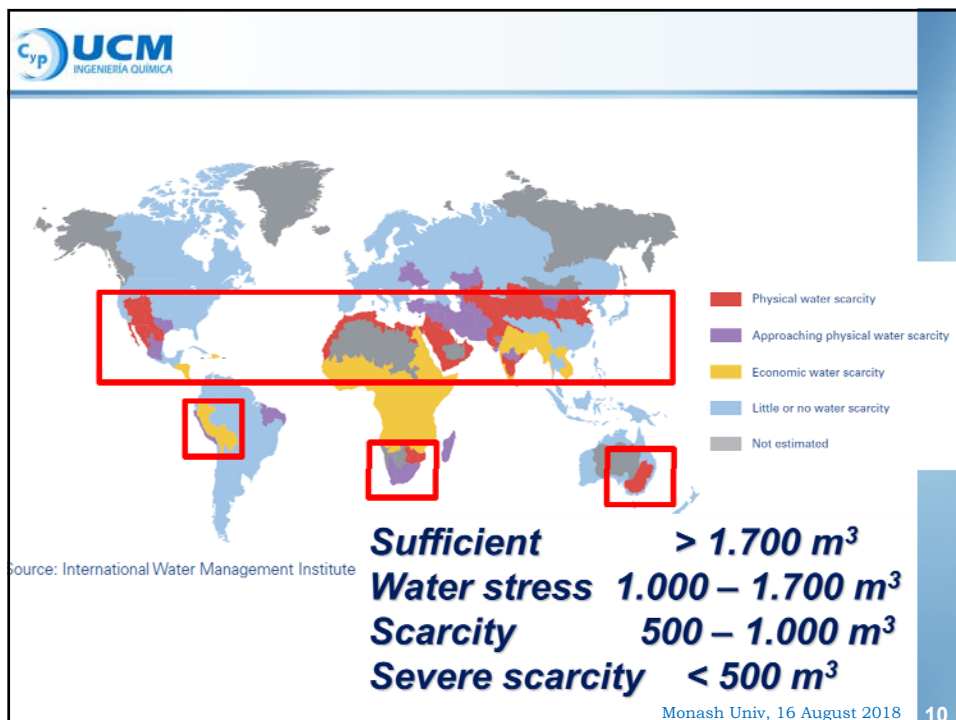 CyP UCM
INGENIERÍA QUÍMICA
Physical water scarcity
Approaching physical water scarcity
Economic water scarcity
Little or no water scarcity
Not estimated
Source: International Water Management Institute
Sufficient > 1.700 m³
Water stress 1.000 – 1.700 m³
Scarcity 500 – 1.000 m³
Severe scarcity < 500 m³
Monash Univ, 16 August 2018 10